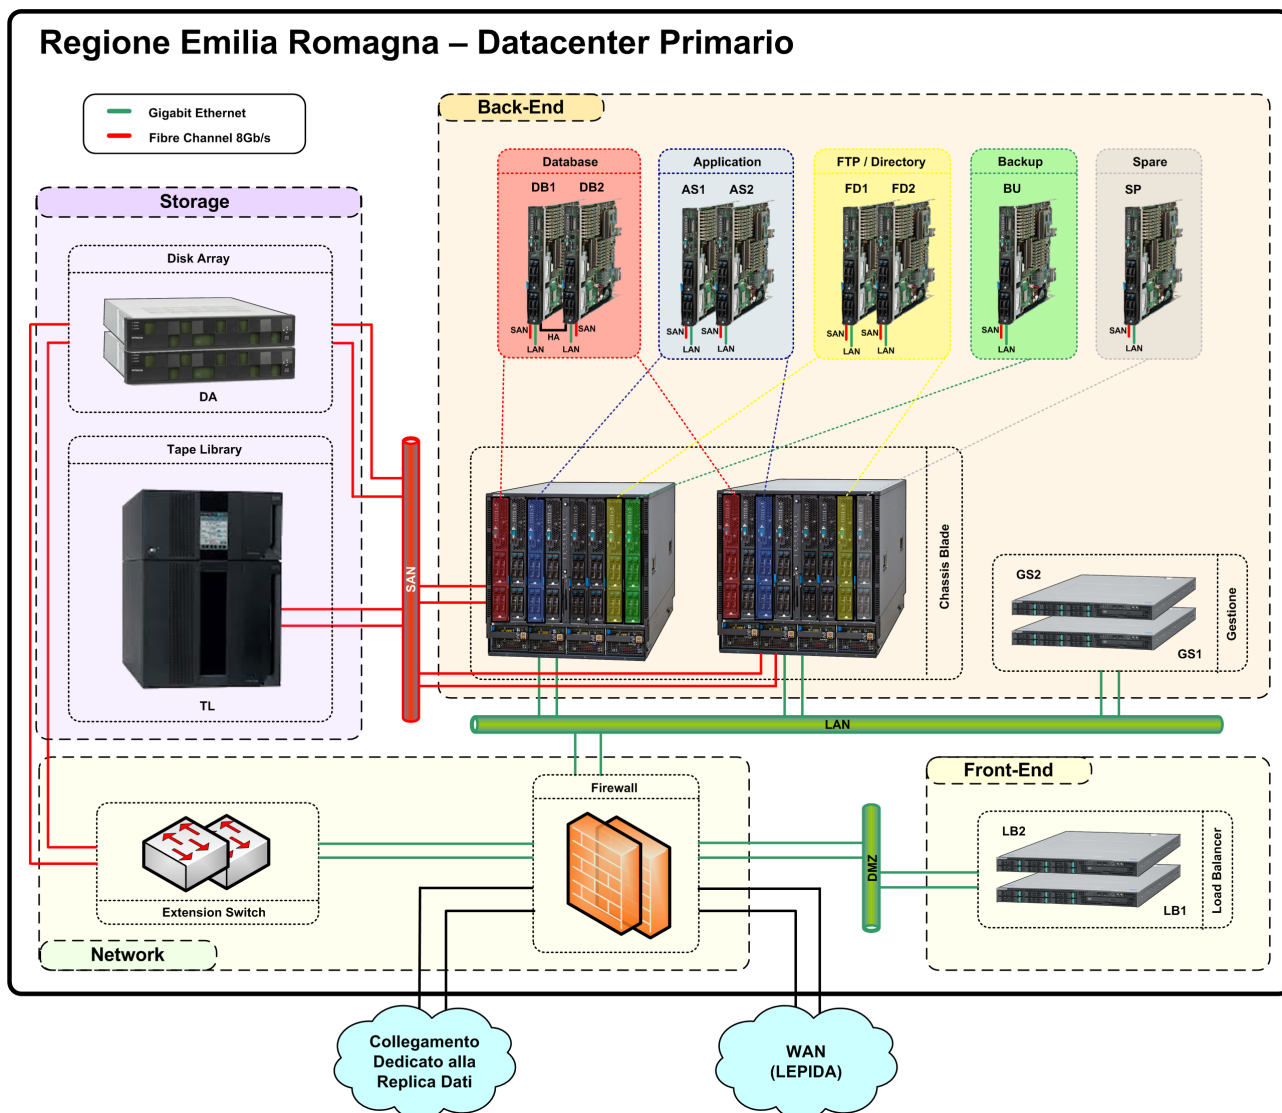 Regione Emilia Romagna – Datacenter Primario
Gigabit Ethernet
Fibre Channel 8Gb/s
Back-End
Database
Application
FTP / Directory
Backup
Spare
DB1
DB2
AS1
AS2
FD1
FD2
BU
SP
SAN
HA
SAN
LAN
LAN
SAN
SAN
LAN
LAN
SAN
SAN
LAN
LAN
SAN
LAN
SAN
LAN
Storage
Disk Array
DA
Tape Library
TL
SAN
Chassis Blade
GS2
GS1
Gestione
LAN
Network
Extension Switch
Firewall
DMZ
Front-End
LB2
LB1
Load Balancer
Collegamento
Dedicato alla
Replica Dati
WAN
(LEPIDA)